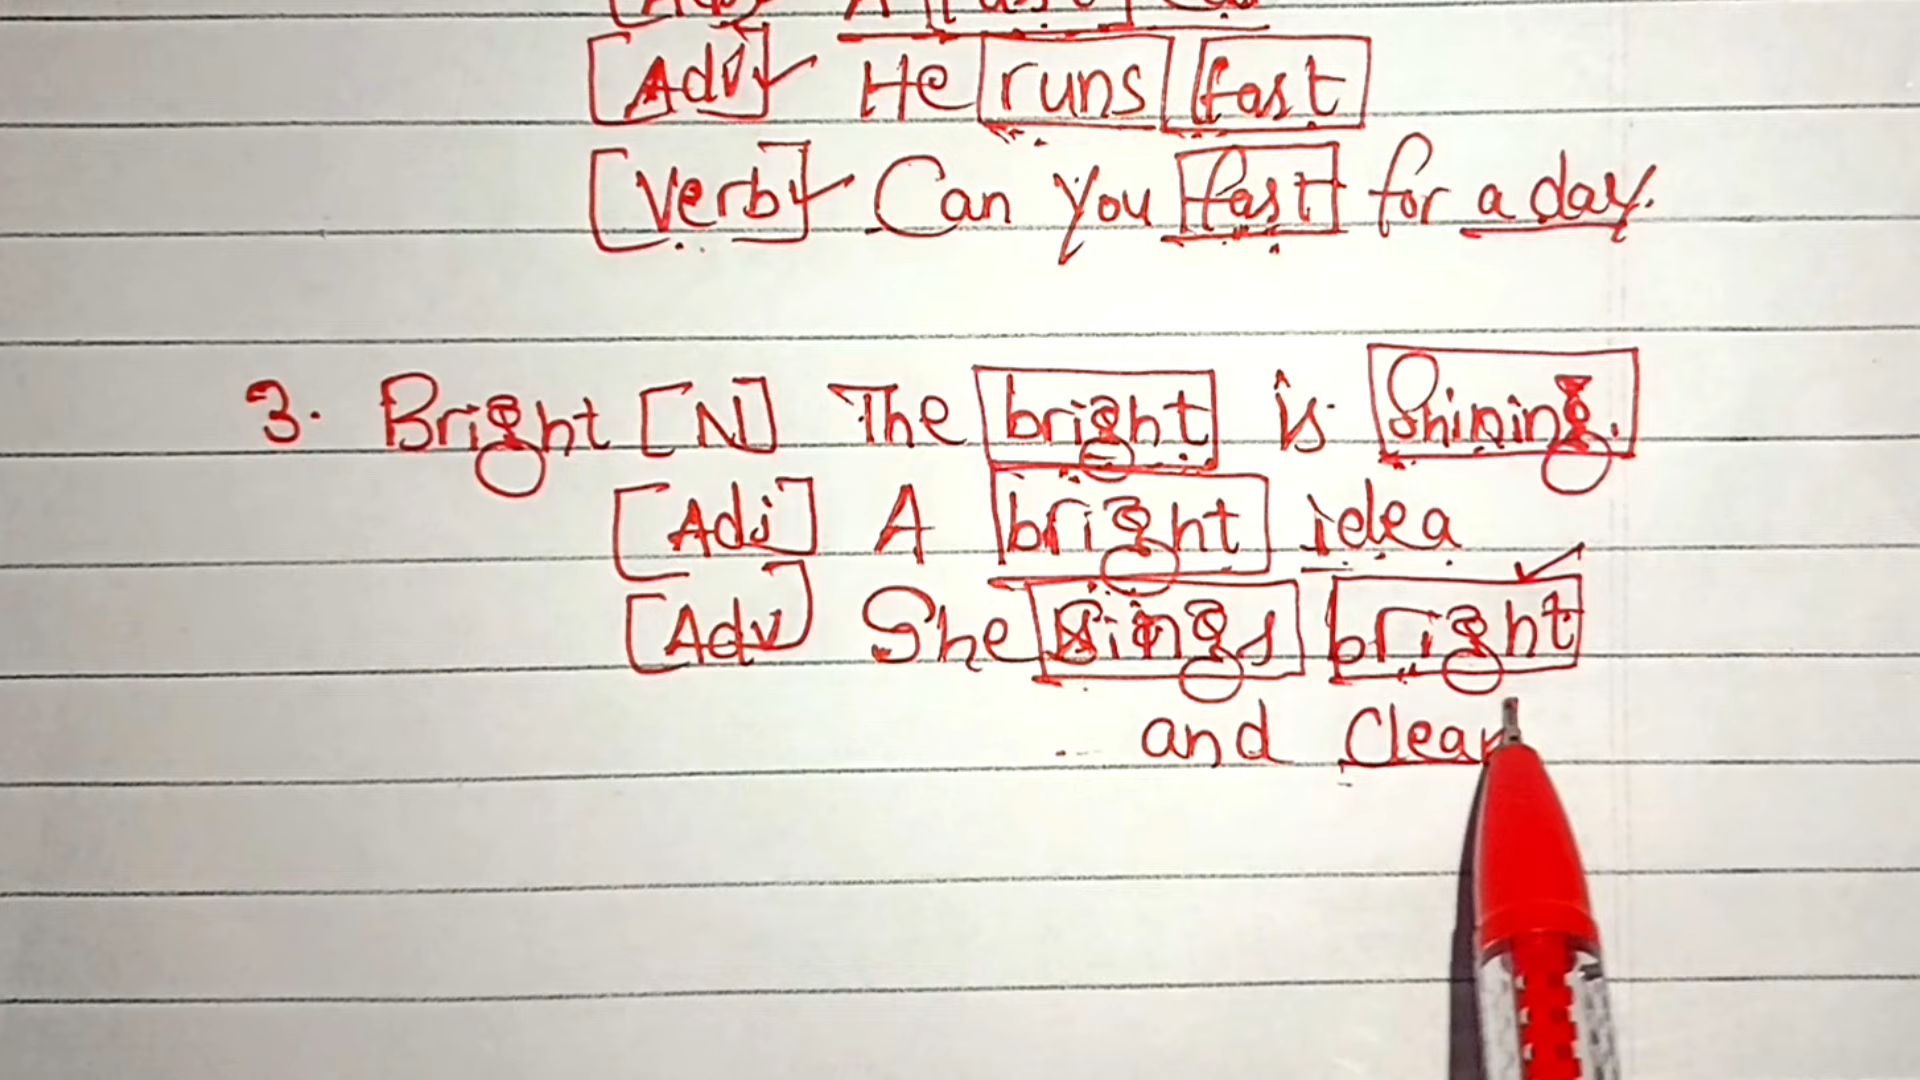 [Adv] He runs fast
[Verb] Can you fast for a day.
3. Bright [N] The bright is Shining.
[Adj] A bright idea
[Adv] She sings bright
and Clear